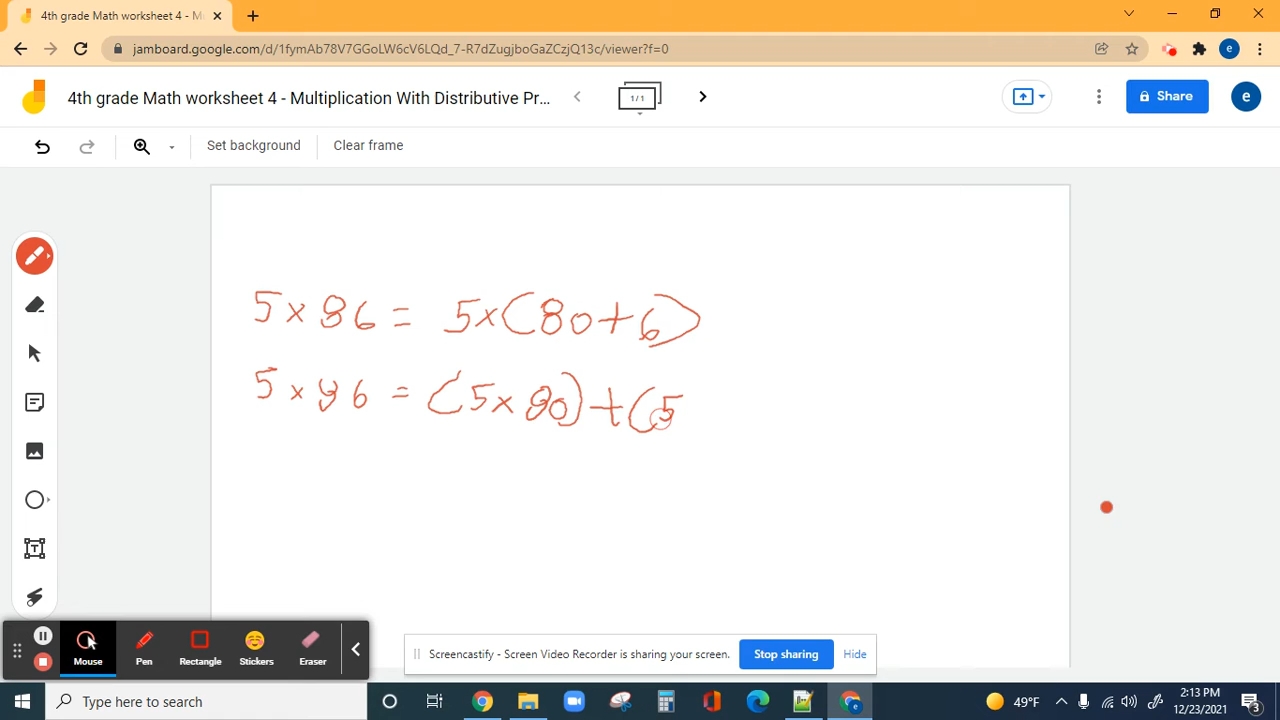 4th grade Math worksheet 4 - M
jamboard.google.com/d/1fymAb78V7GGoLW6cV6LQd_7-R7dZugjboGaZCzjQ13c/viewer?f=0
e
4th grade Math worksheet 4 - Multiplication With Distributive Pr...
1 / 1
Share
e
Set background
Clear frame
5 × 86 = 5×(80+6)
5 × 86 = (5×80)+(5
Mouse
Pen
Rectangle
Stickers
Eraser
Screencastify - Screen Video Recorder is sharing your screen.
Stop sharing
Hide
Type here to search
49°F
2:13 PM
12/23/2021
3